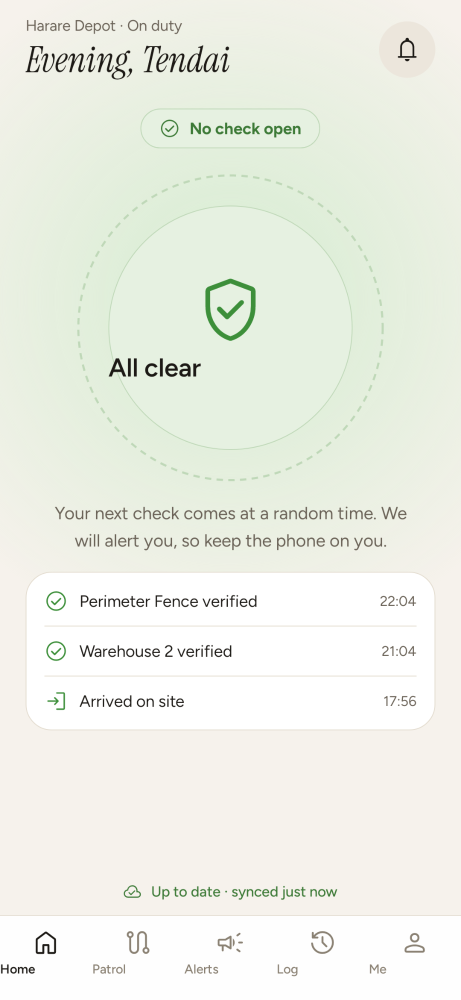 Harare Depot · On duty
Evening, Tendai
No check open
All clear
Your next check comes at a random time. We
will alert you, so keep the phone on you.
Perimeter Fence verified 22:04
Warehouse 2 verified 21:04
Arrived on site 17:56
Up to date · synced just now
Home Patrol Alerts Log Me